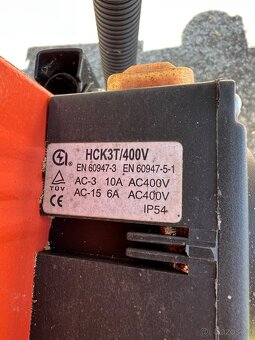 HCK3T/400V
EN 60947-3 EN 60947-5-1
AC-3 10A AC400V
TÜV
AC-15 6A AC400V
CE
IP54